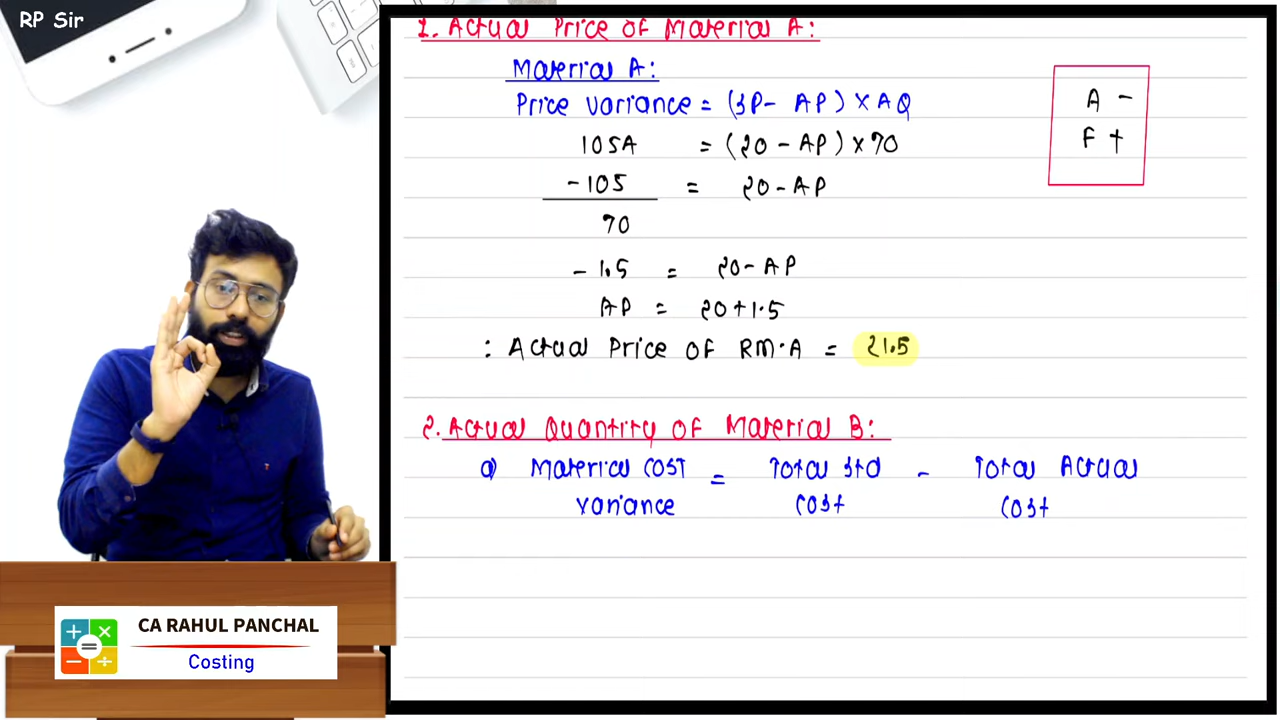 RP Sir
1. Actual Price of Material A:
Material A:
Price variance = (SP - AP) × AQ
105A = (20 - AP) × 70
-105 = 20 - AP
70
-1.5 = 20 - AP
AP = 20 + 1.5
: Actual Price of RM.A = 21.5
A -
F +
2. Actual Quantity of Material B:
a) Material Cost = Total Std - Total Actual
variance Cost Cost
CA RAHUL PANCHAL
Costing